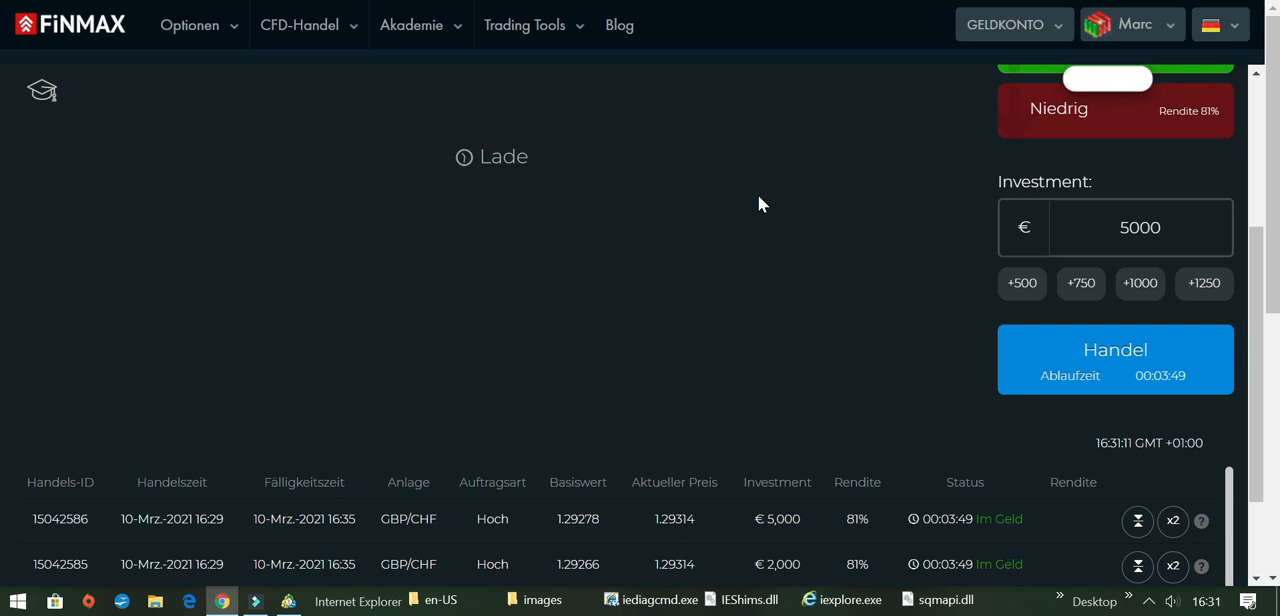 FiNMAX Optionen CFD-Handel Akademie Trading Tools Blog GELDKONTO Marc
Niedrig Rendite 81%
Lade
Investment:
€ 5000
+500 +750 +1000 +1250
Handel
Ablaufzeit 00:03:49
16:31:11 GMT +01:00
Handels-ID Handelszeit Fälligkeitszeit Anlage Auftragsart Basiswert Aktueller Preis Investment Rendite Status Rendite
15042586 10-Mrz.-2021 16:29 10-Mrz.-2021 16:35 GBP/CHF Hoch 1.29278 1.29314 € 5,000 81% 00:03:49 Im Geld x2 ?
15042585 10-Mrz.-2021 16:29 10-Mrz.-2021 16:35 GBP/CHF Hoch 1.29266 1.29314 € 2,000 81% 00:03:49 Im Geld x2 ?
Internet Explorer en-US images iediagcmd.exe IEShims.dll iexplore.exe sqmapi.dll » Desktop » 16:31